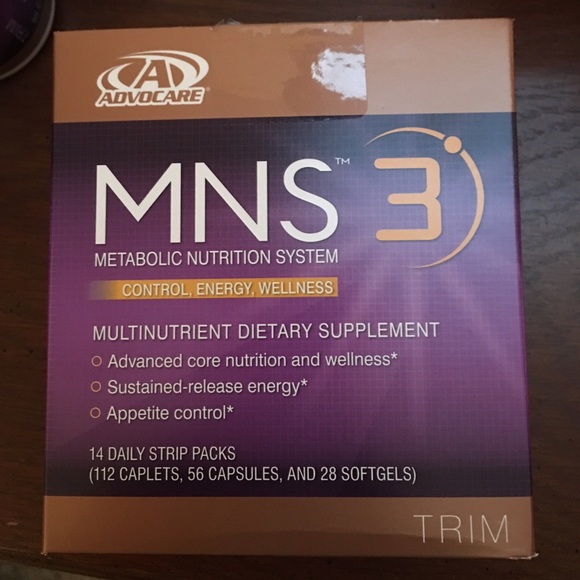 ADVOCARE®
MNS™ 3
METABOLIC NUTRITION SYSTEM
CONTROL, ENERGY, WELLNESS
MULTINUTRIENT DIETARY SUPPLEMENT
Advanced core nutrition and wellness*
Sustained-release energy*
Appetite control*
14 DAILY STRIP PACKS
(112 CAPLETS, 56 CAPSULES, AND 28 SOFTGELS)
TRIM